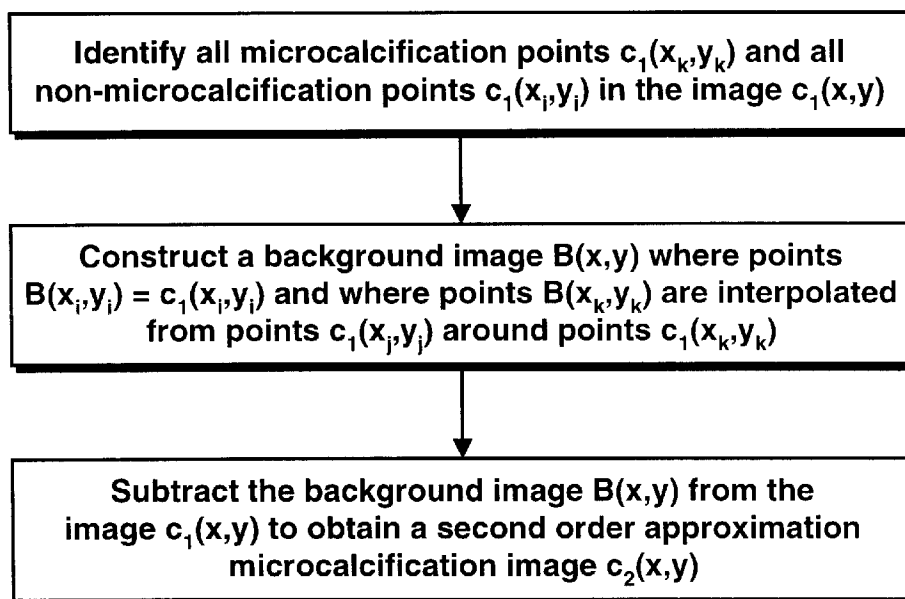 Identify all microcalcification points c₁(xₖ,yₖ) and all
non-microcalcification points c₁(xᵢ,yᵢ) in the image c₁(x,y)
Construct a background image B(x,y) where points
B(xᵢ,yᵢ) = c₁(xᵢ,yᵢ) and where points B(xₖ,yₖ) are interpolated
from points c₁(xⱼ,yⱼ) around points c₁(xₖ,yₖ)
Subtract the background image B(x,y) from the
image c₁(x,y) to obtain a second order approximation
microcalcification image c₂(x,y)